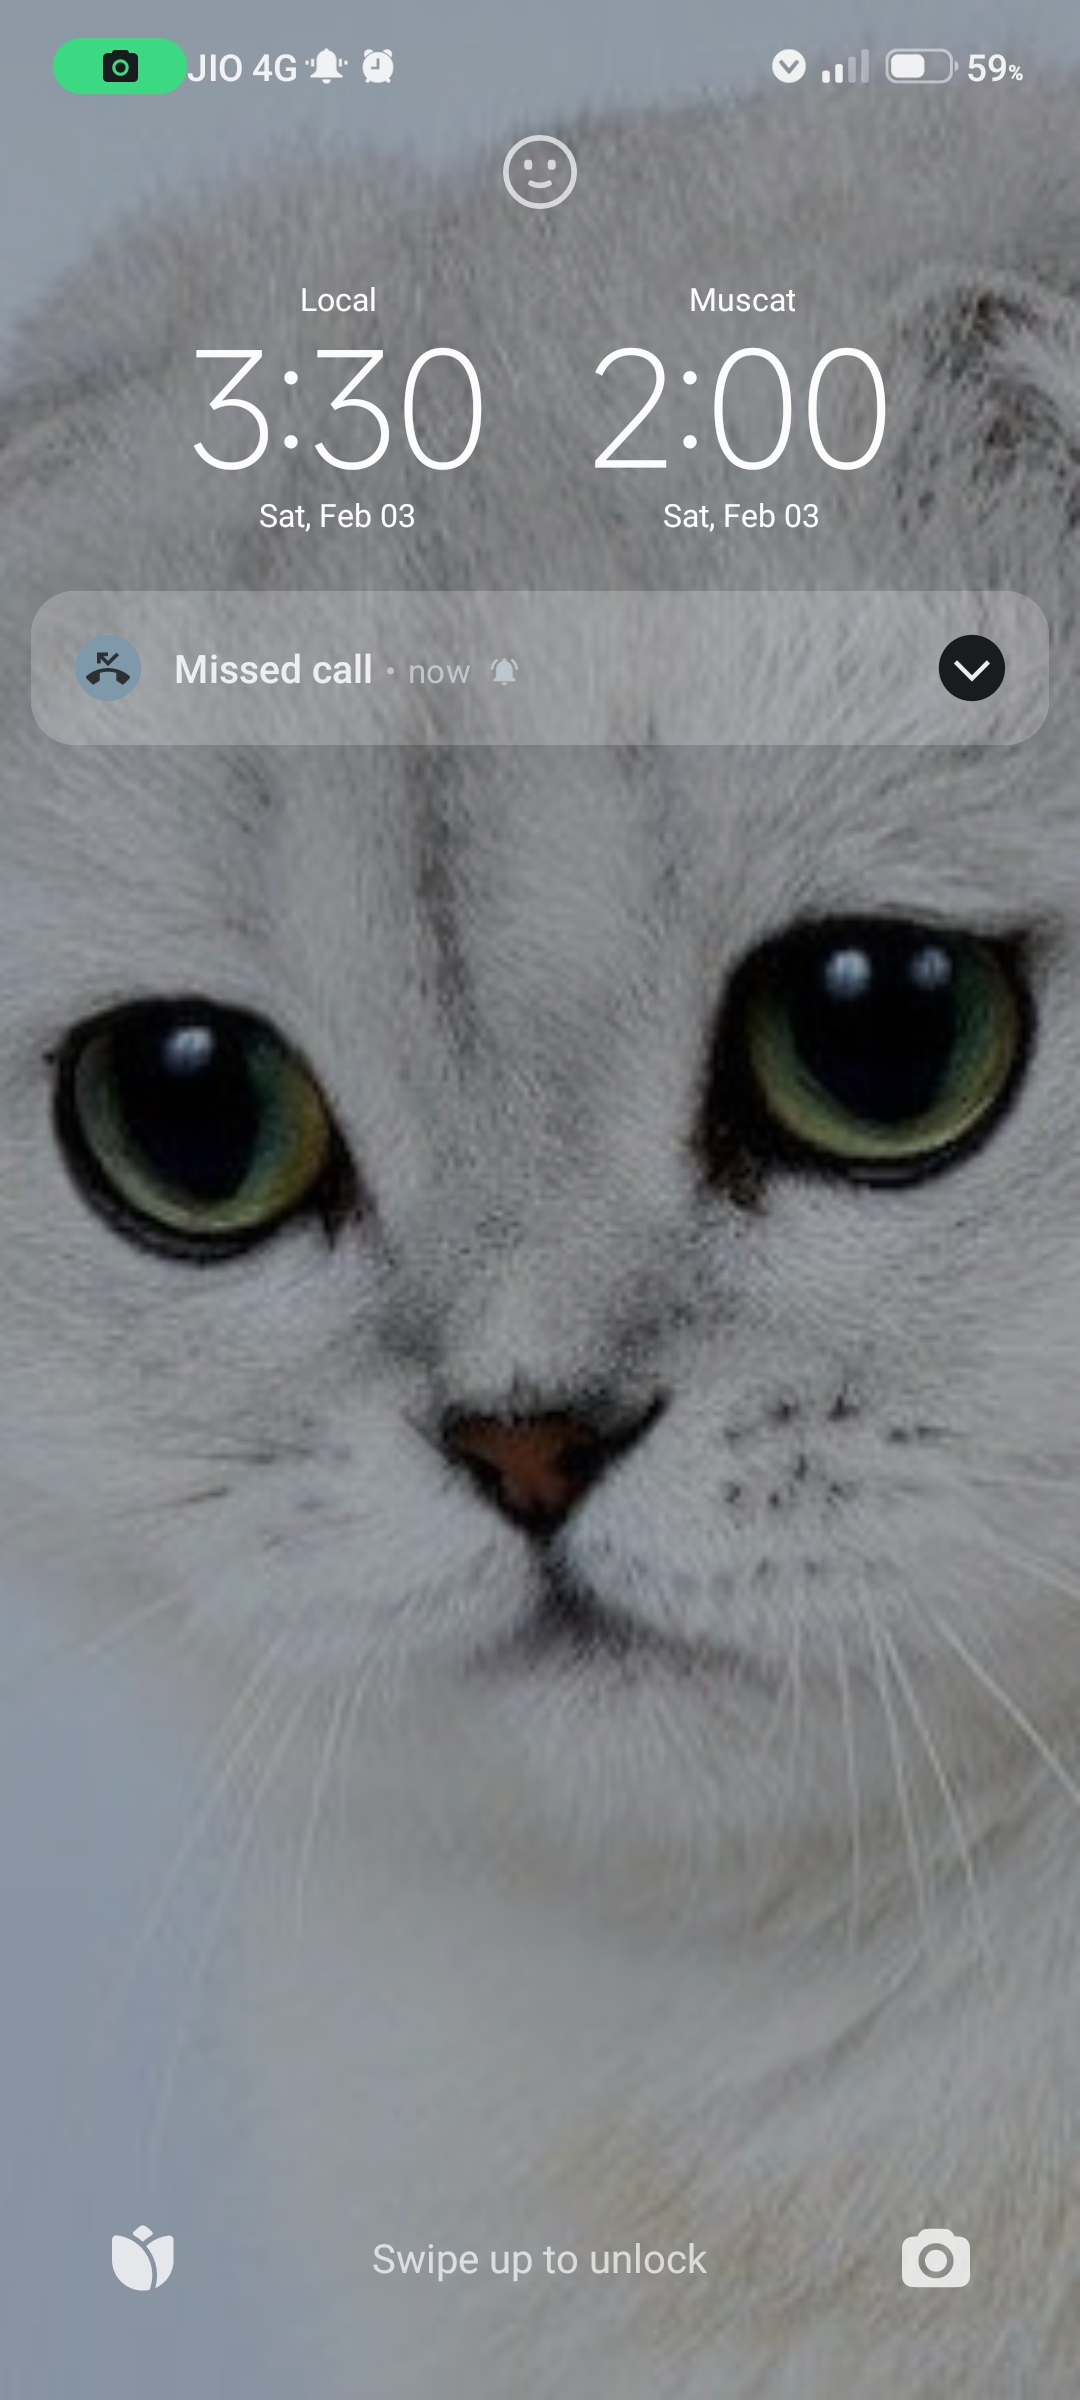 JIO 4G 59%
Local Muscat
3:30 2:00
Sat, Feb 03 Sat, Feb 03
Missed call • now
Swipe up to unlock